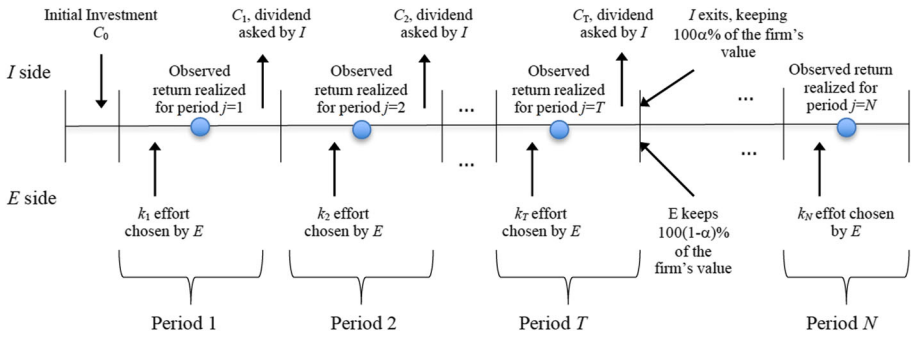 Initial Investment
C0
C1, dividend
asked by I
C2, dividend
asked by I
CT, dividend
asked by I
I exits, keeping
100α% of the firm's
value
I side
Observed
return realized
for period j=1
Observed
return realized
for period j=2
...
Observed
return realized
for period j=T
...
Observed return
realized for
period j=N
...
...
E side
k1 effort
chosen by E
k2 effort
chosen by E
kT effort
chosen by E
E keeps
100(1-α)%
of the
firm's value
kN effot chosen
by E
Period 1
Period 2
Period T
Period N